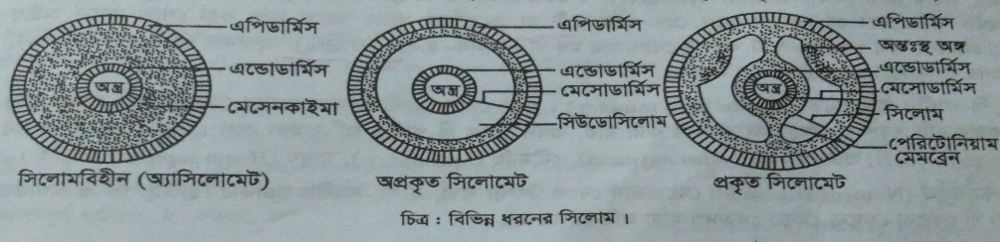 এপিডার্মিস
এন্ডোডার্মিস
অন্ত্র
মেসেনকাইমা
সিলোমবিহীন (অ্যাসিলোমেট)
এপিডার্মিস
এন্ডোডার্মিস
অন্ত্র
মেসোডার্মিস
সিউডোসিলোম
অপ্রকৃত সিলোমেট
এপিডার্মিস
অন্তঃস্থ অঙ্গ
এন্ডোডার্মিস
অন্ত্র
মেসোডার্মিস
সিলোম
পেরিটোনিয়াম
মেমব্রেন
প্রকৃত সিলোমেট
চিত্র : বিভিন্ন ধরনের সিলোম ।